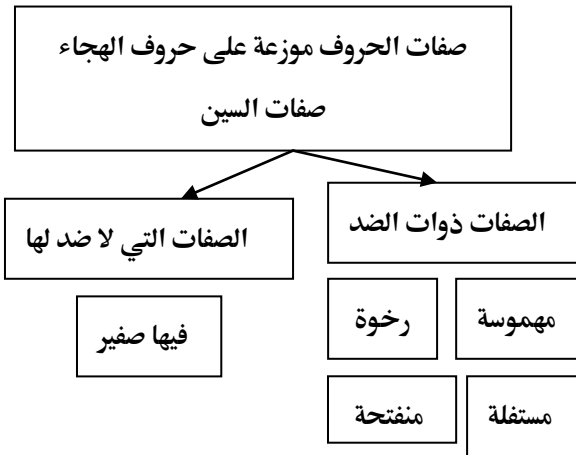 صفات الحروف موزعة على حروف الهجاء
صفات السين
الصفات ذوات الضد
الصفات التي لا ضد لها
مهموسة
رخوة
مستفلة
منفتحة
فيها صفير